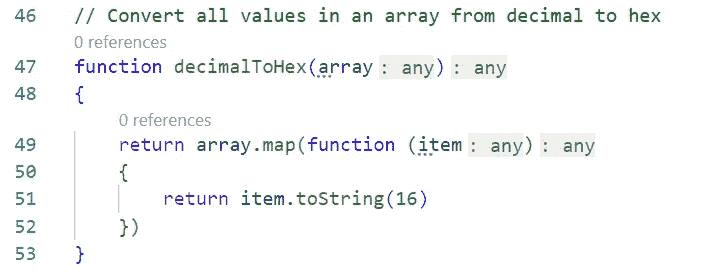 46 // Convert all values in an array from decimal to hex
0 references
47 function decimalToHex(array : any) : any
48 {
0 references
49 return array.map(function (item : any) : any
50 {
51 return item.toString(16)
52 })
53 }